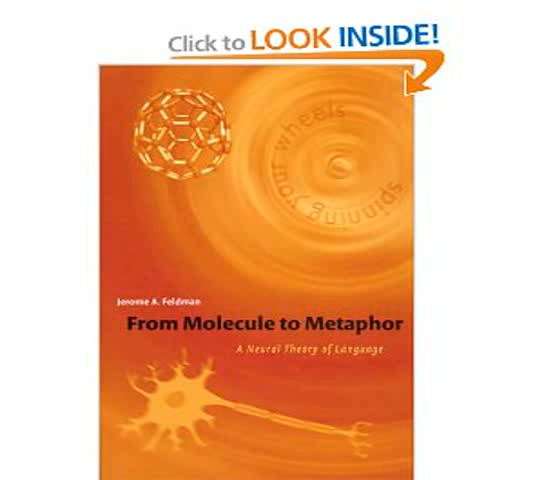 Click to LOOK INSIDE!
spinning your wheels
Jerome A. Feldman
From Molecule to Metaphor
A Neural Theory of Language